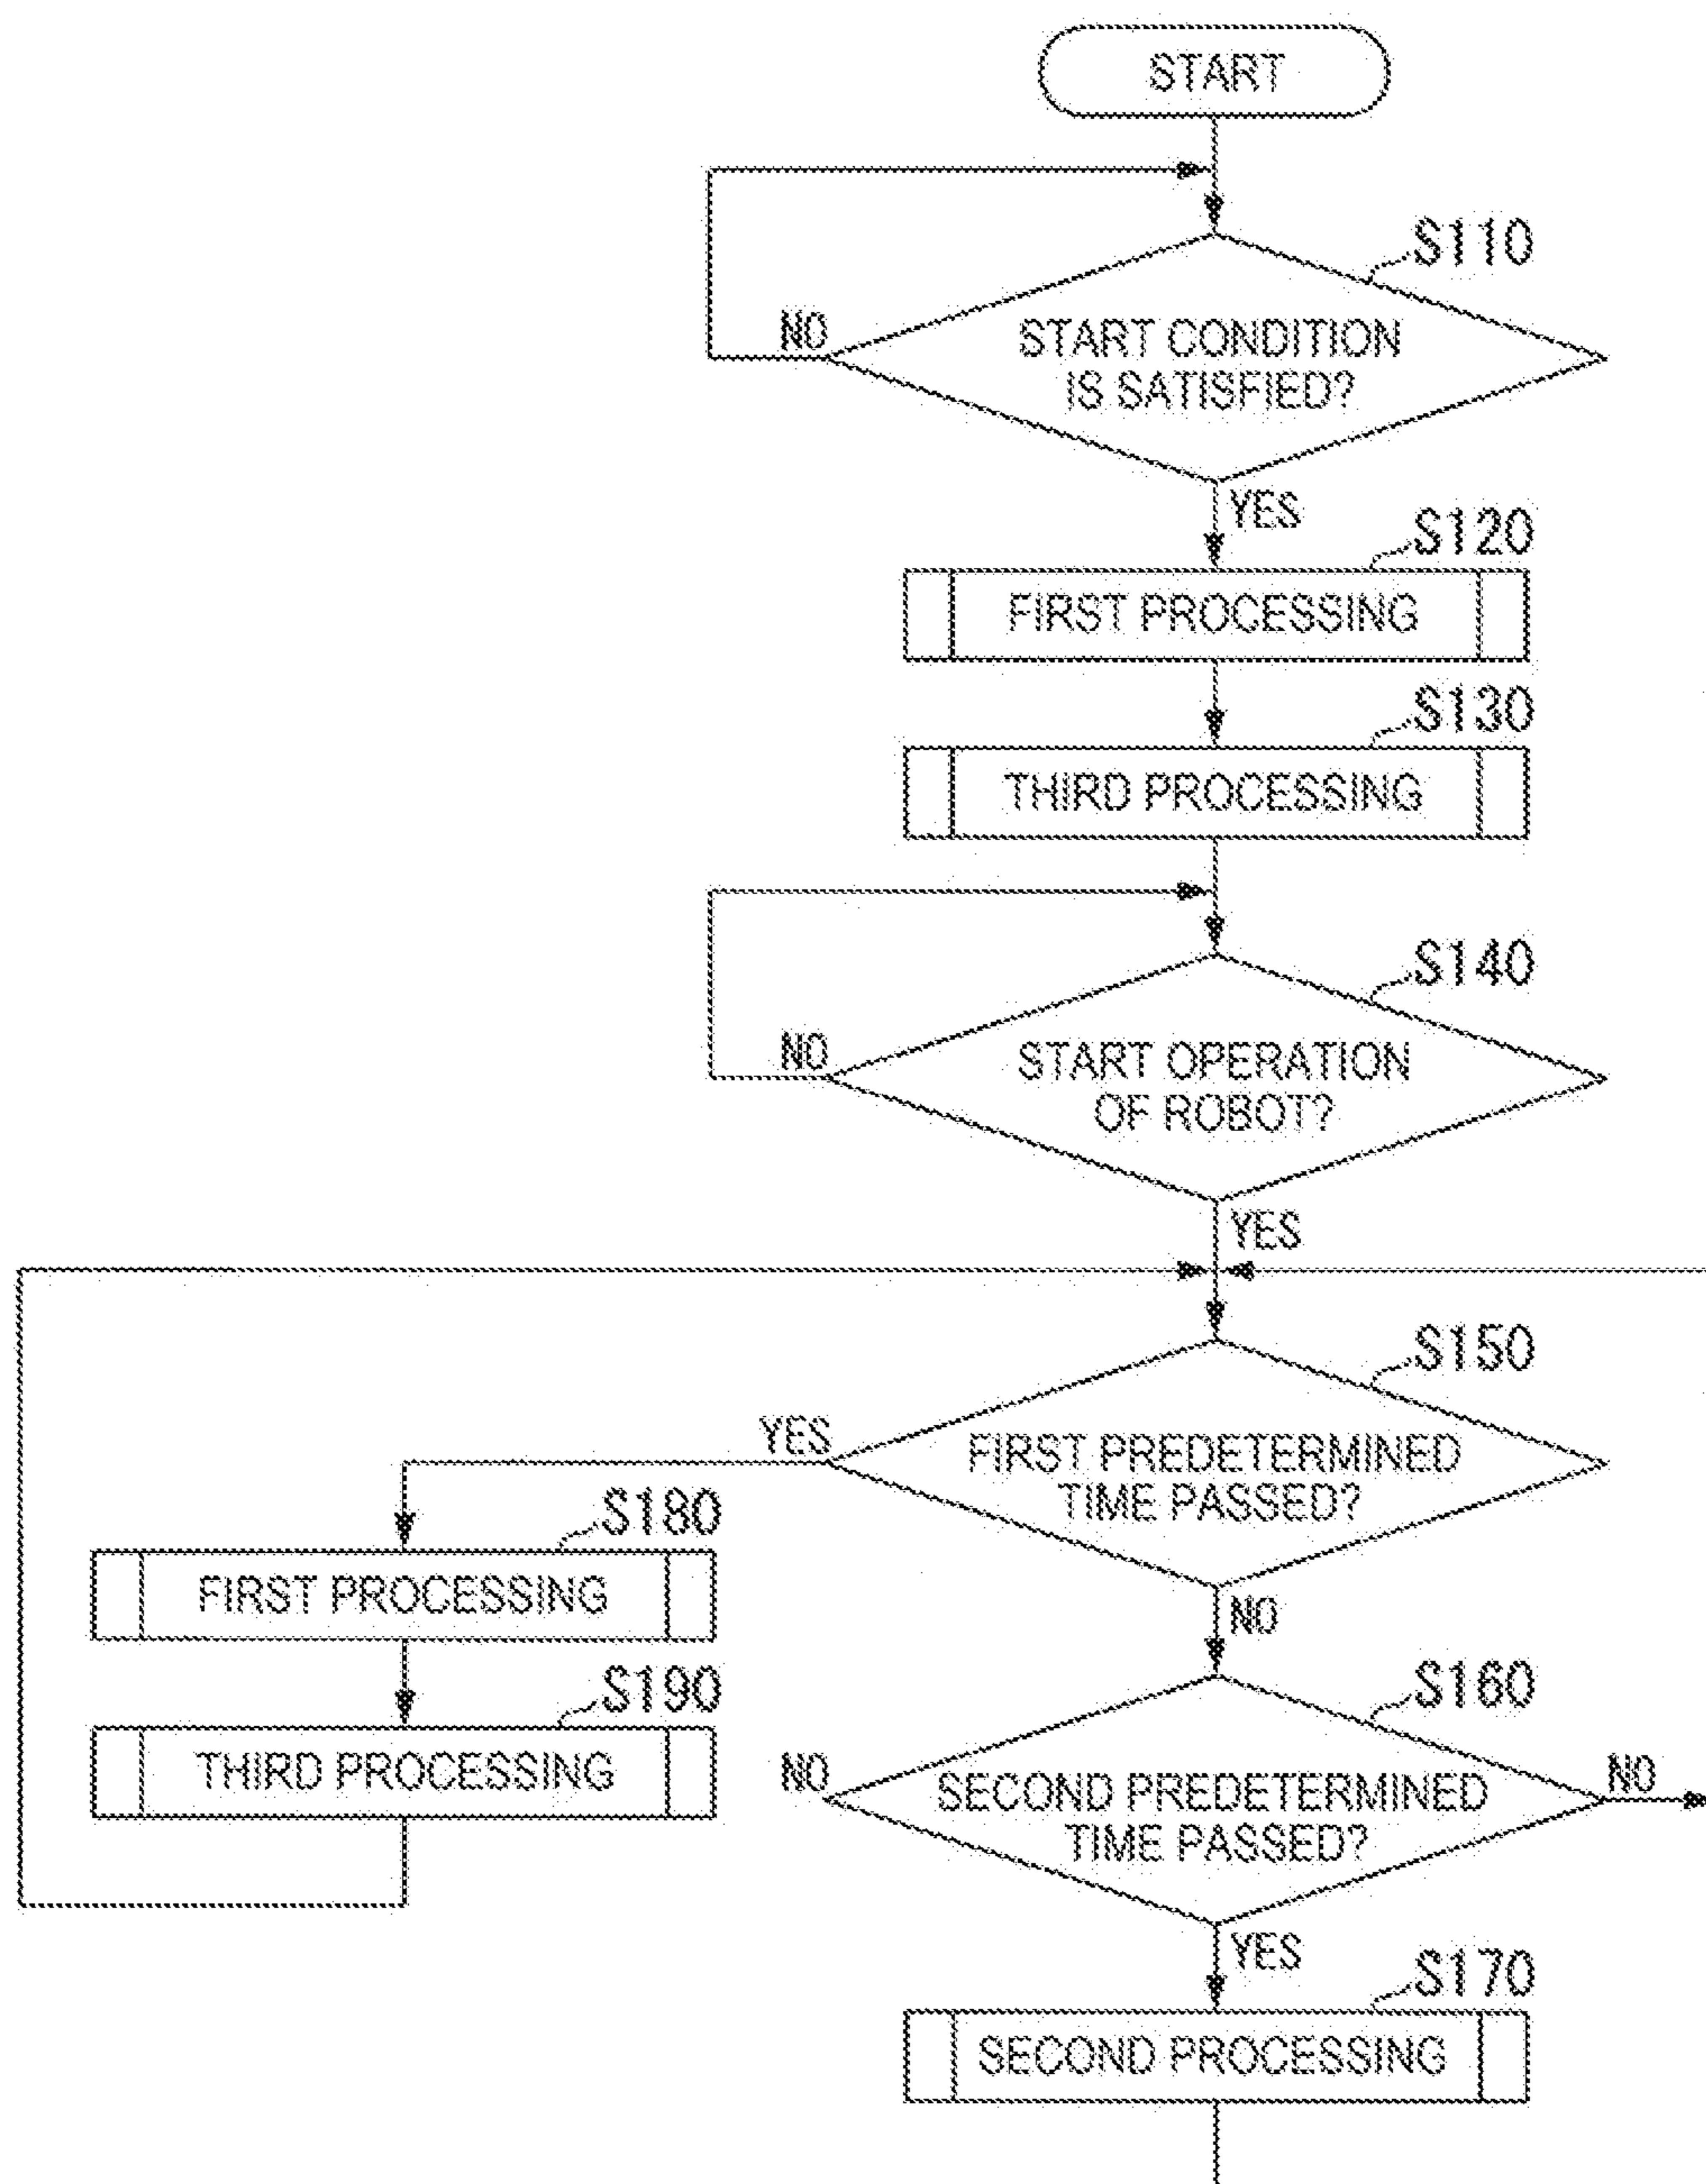 START
S110
NO
START CONDITION
IS SATISFIED?
YES
S120
FIRST PROCESSING
S130
THIRD PROCESSING
S140
NO
START OPERATION
OF ROBOT?
YES
S150
YES
FIRST PREDETERMINED
TIME PASSED?
S180
FIRST PROCESSING
NO
S190
THIRD PROCESSING
S160
NO
SECOND PREDETERMINED
TIME PASSED?
NO
YES
S170
SECOND PROCESSING